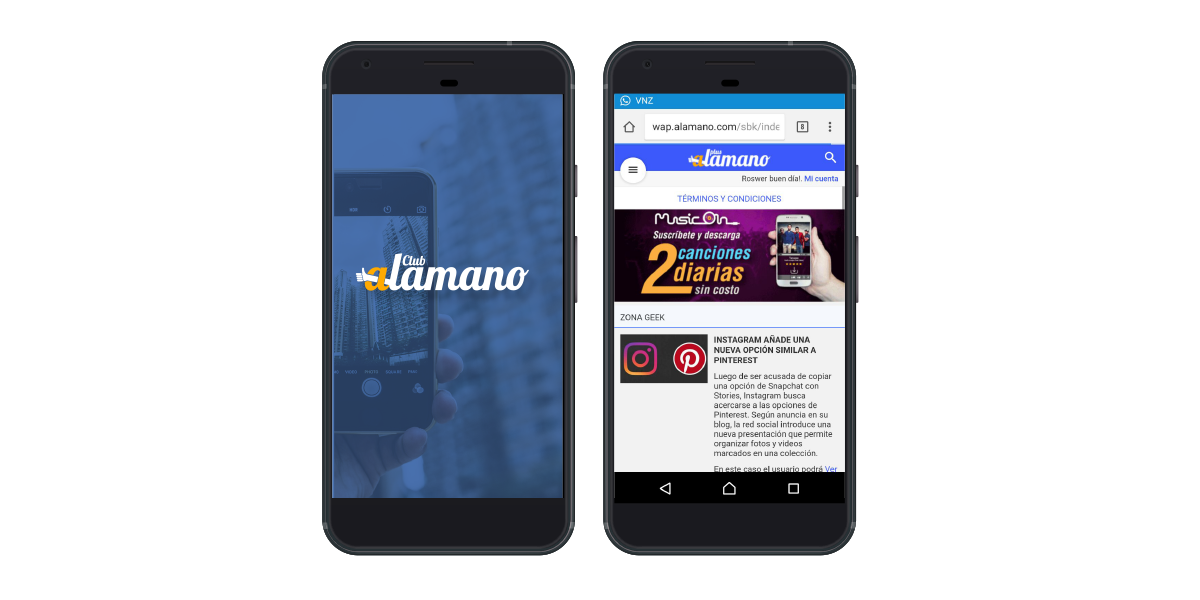 Club
alamano
VNZ
wap.alamano.com/sbk/inde
8
plus
alamano
Roswer buen día!. Mi cuenta
TÉRMINOS Y CONDICIONES
MUSICON
Suscríbete y descarga
2 canciones
diarias
sin costo
ZONA GEEK
INSTAGRAM AÑADE UNA
NUEVA OPCIÓN SIMILAR A
PINTEREST
Luego de ser acusada de copiar
una opción de Snapchat con
Stories, Instagram busca
acercarse a las opciones de
Pinterest. Según anuncia en su
blog, la red social introduce una
nueva presentación que permite
organizar fotos y videos
marcados en una colección.
En este caso el usuario podrá Ver